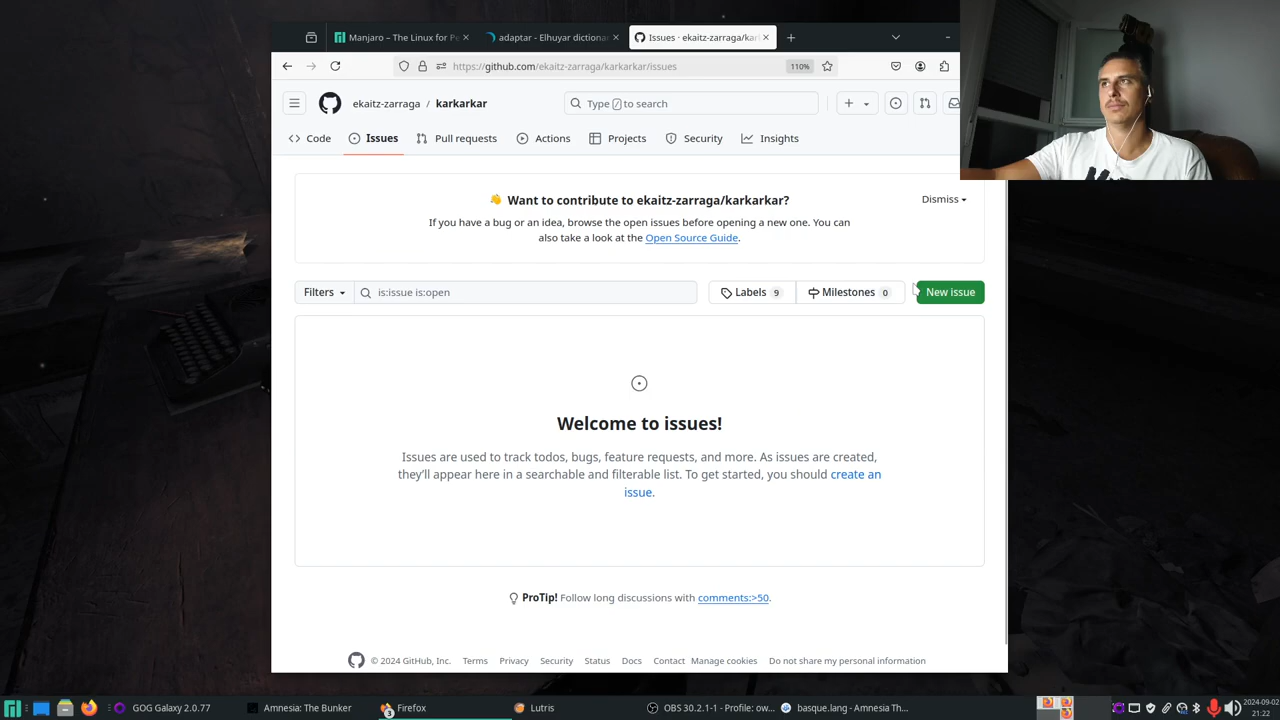 Manjaro – The Linux for Pe
adaptar - Elhuyar dictionar
Issues · ekaitz-zarraga/kar
https://github.com/ekaitz-zarraga/karkarkar/issues
110%
ekaitz-zarraga / karkarkar
Type / to search
Code
Issues
Pull requests
Actions
Projects
Security
Insights
Want to contribute to ekaitz-zarraga/karkarkar?
Dismiss
If you have a bug or an idea, browse the open issues before opening a new one. You can
also take a look at the Open Source Guide.
Filters
is:issue is:open
Labels 9
Milestones 0
New issue
Welcome to issues!
Issues are used to track todos, bugs, feature requests, and more. As issues are created,
they'll appear here in a searchable and filterable list. To get started, you should create an
issue.
ProTip! Follow long discussions with comments:>50.
© 2024 GitHub, Inc.
Terms
Privacy
Security
Status
Docs
Contact
Manage cookies
Do not share my personal information
GOG Galaxy 2.0.77
Amnesia: The Bunker
3
Firefox
Lutris
OBS 30.2.1-1 - Profile: ow...
basque.lang - Amnesia Th...
2024-09-02
21:22